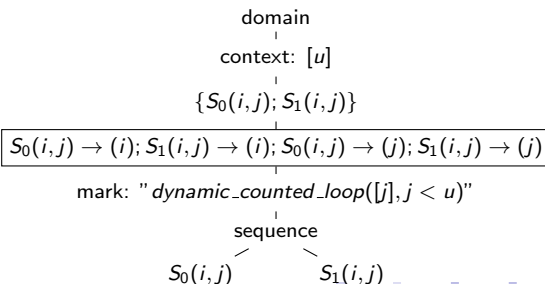 domain
context: [u]
{S₀(i, j); S₁(i, j)}
S₀(i, j) → (i); S₁(i, j) → (i); S₀(i, j) → (j); S₁(i, j) → (j)
mark: ”dynamic_counted_loop([j], j < u)”
sequence
S₀(i, j) S₁(i, j)